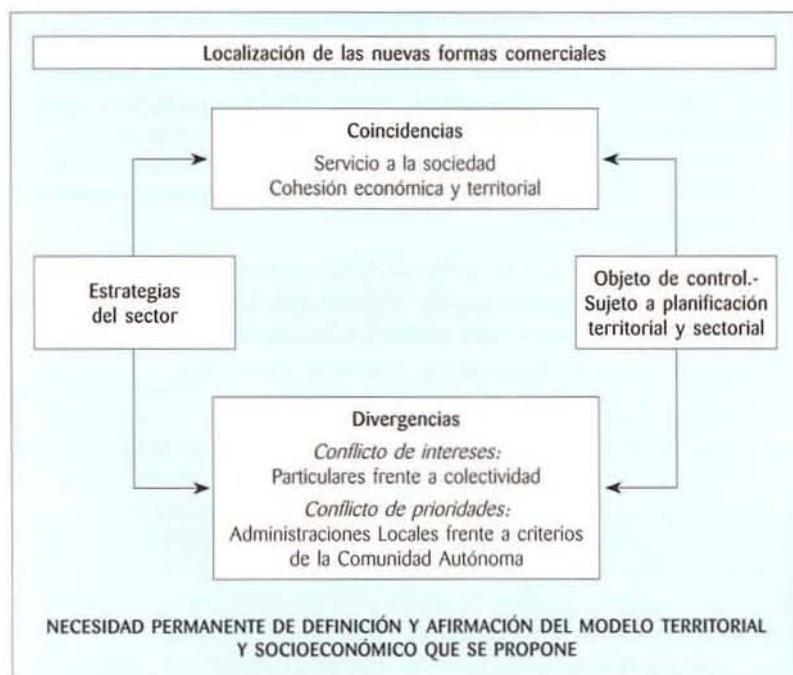 Localización de las nuevas formas comerciales
Coincidencias
Servicio a la sociedad
Cohesión económica y territorial
Estrategias
del sector
Objeto de control.-
Sujeto a planificación
territorial y sectorial
Divergencias
Conflicto de intereses:
Particulares frente a colectividad
Conflicto de prioridades:
Administraciones Locales frente a criterios
de la Comunidad Autónoma
NECESIDAD PERMANENTE DE DEFINICIÓN Y AFIRMACIÓN DEL MODELO TERRITORIAL
Y SOCIOECONÓMICO QUE SE PROPONE